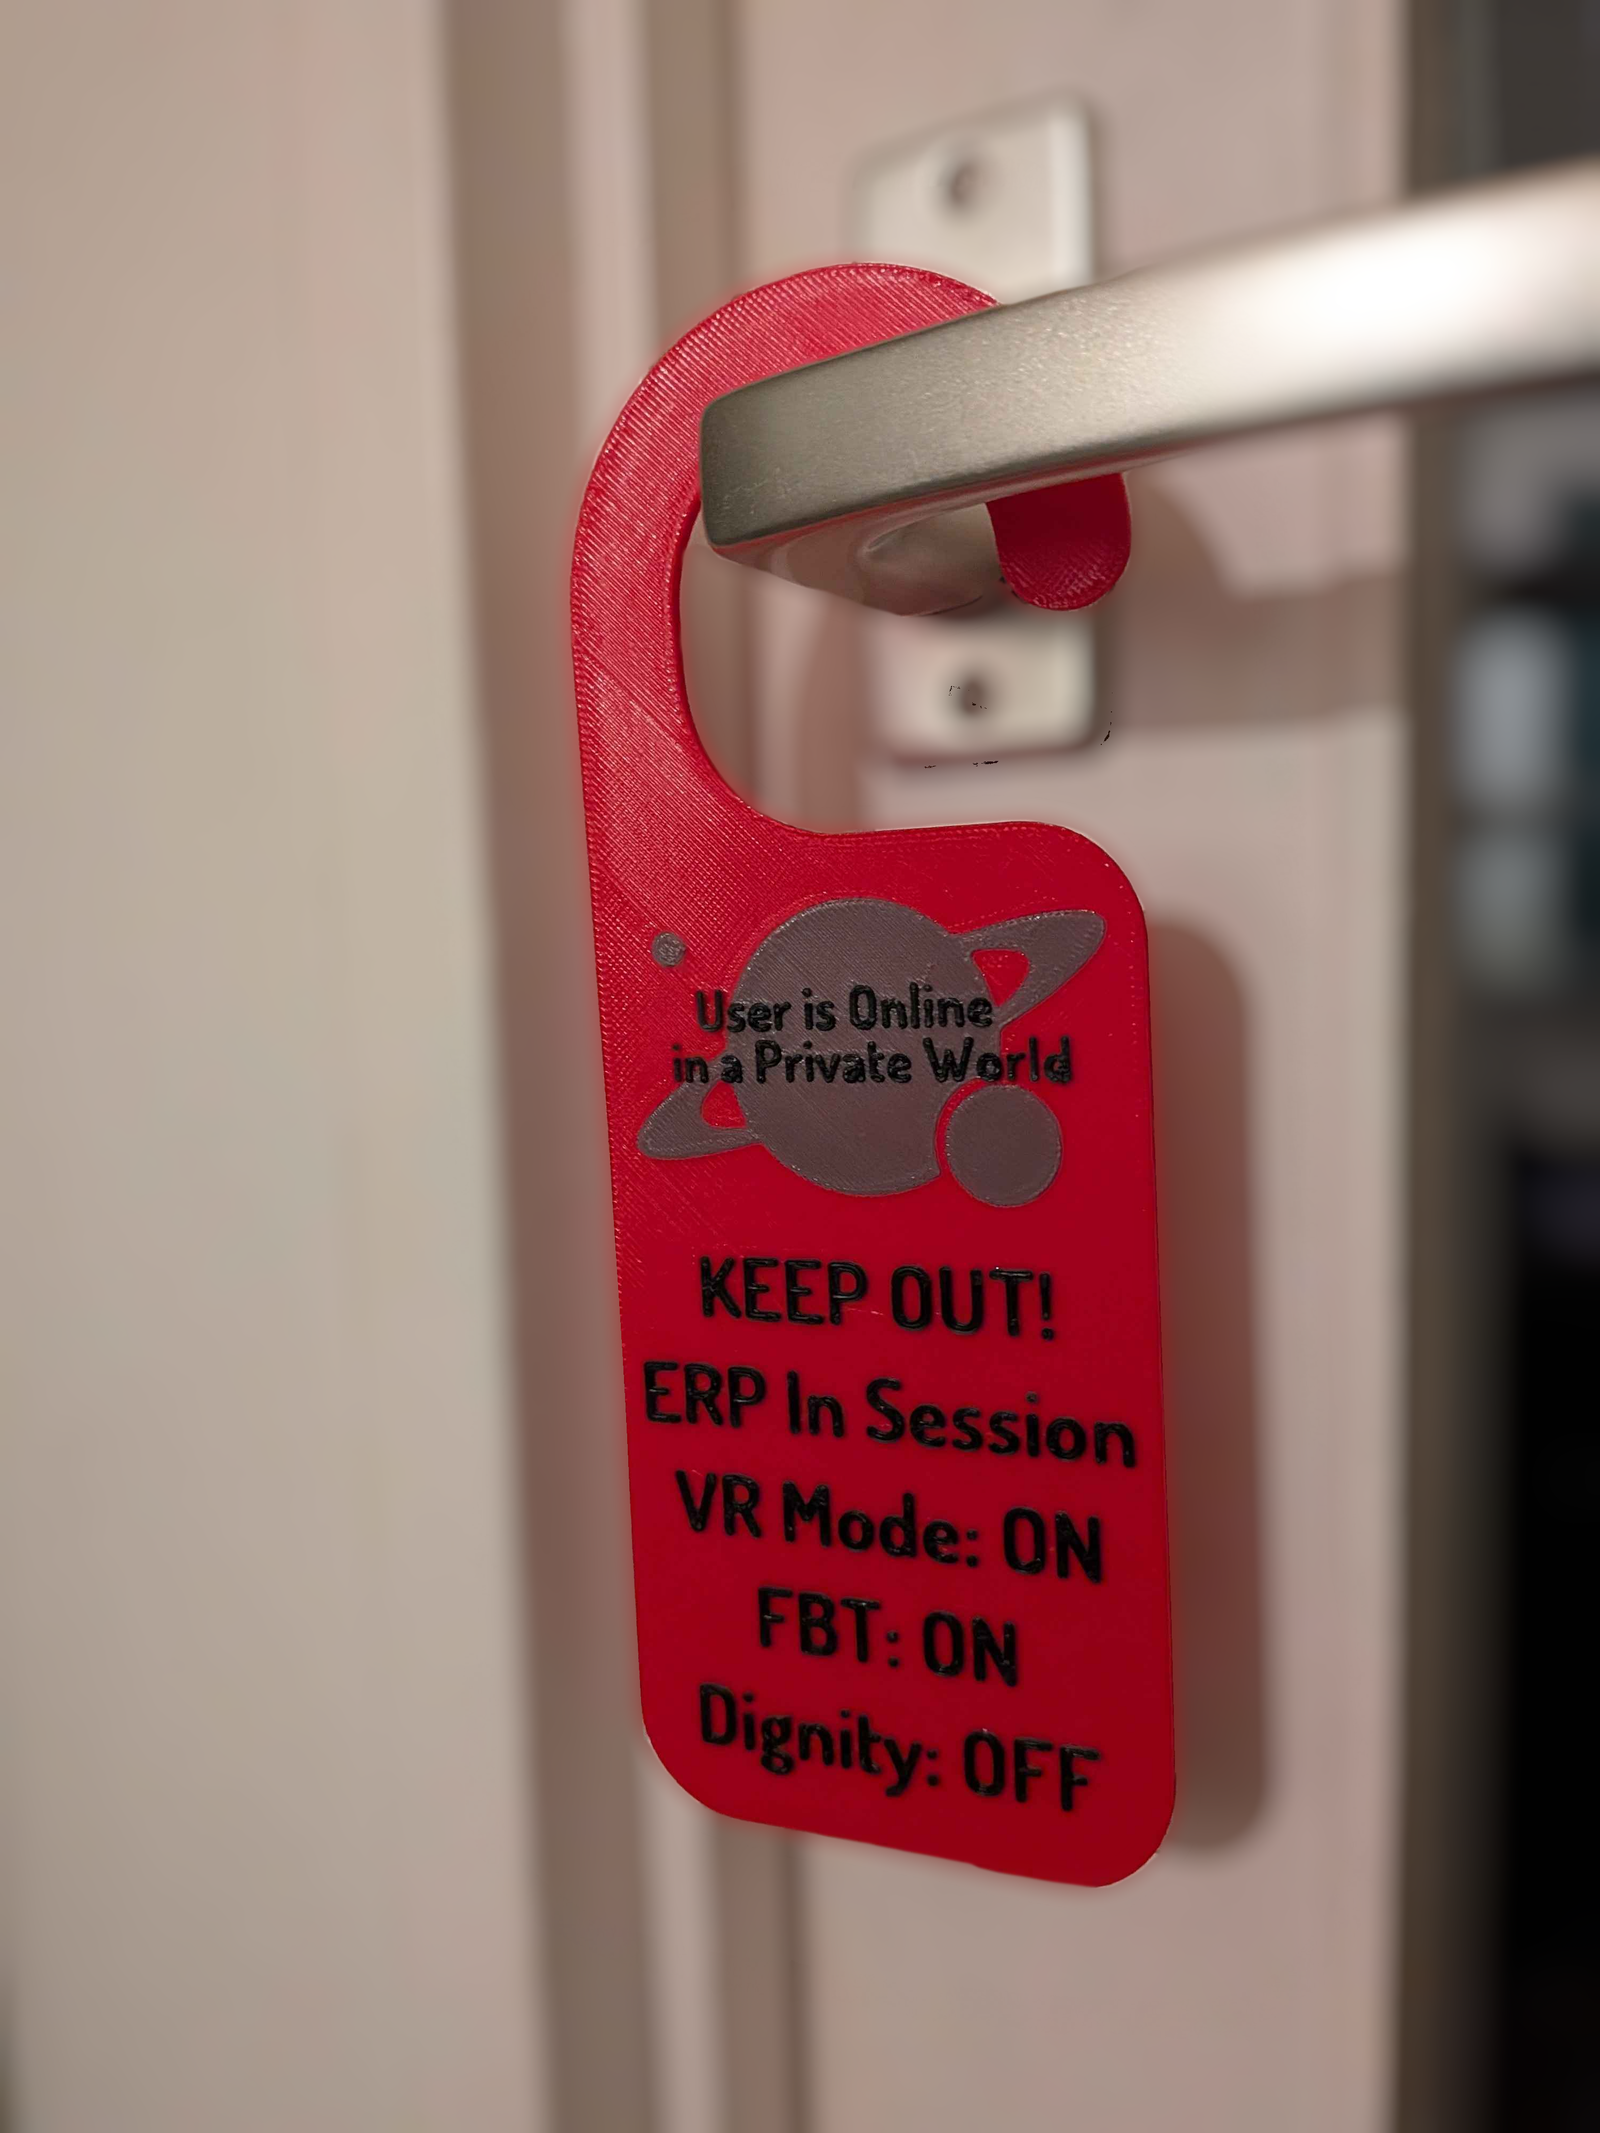 User is Online
in a Private World
KEEP OUT!
ERP In Session
VR Mode: ON
FBT: ON
Dignity: OFF